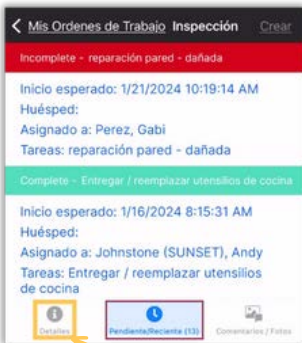 Mis Ordenes de Trabajo Inspección Crear
Incomplete - reparación pared - dañada
Inicio esperado: 1/21/2024 10:19:14 AM
Huésped:
Asignado a: Perez, Gabi
Tareas: reparación pared - dañada
Complete - Entregar / reemplazar utensilios de cocina
Inicio esperado: 1/16/2024 8:15:31 AM
Huésped:
Asignado a: Johnstone (SUNSET), Andy
Tareas: Entregar / reemplazar utensilios
de cocina
Detalles Pendiente/Reciente (13) Comentarios / Fotos